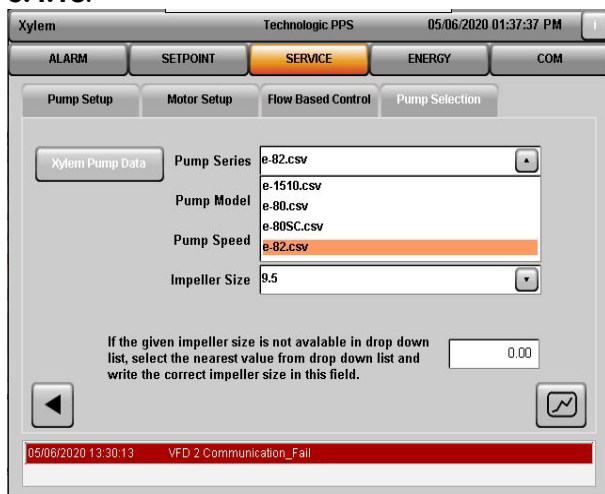 Xylem Technologic PPS 05/06/2020 01:37:37 PM i
ALARM SETPOINT SERVICE ENERGY COM
Pump Setup Motor Setup Flow Based Control Pump Selection
Xylem Pump Data Pump Series e-82.csv
e-1510.csv
Pump Model e-80.csv
e-80SC.csv
Pump Speed e-82.csv
Impeller Size 9.5
If the given impeller size is not avalable in drop down
list, select the nearest value from drop down list and
write the correct impeller size in this field.
0.00
05/06/2020 13:30:13 VFD 2 Communication_Fail